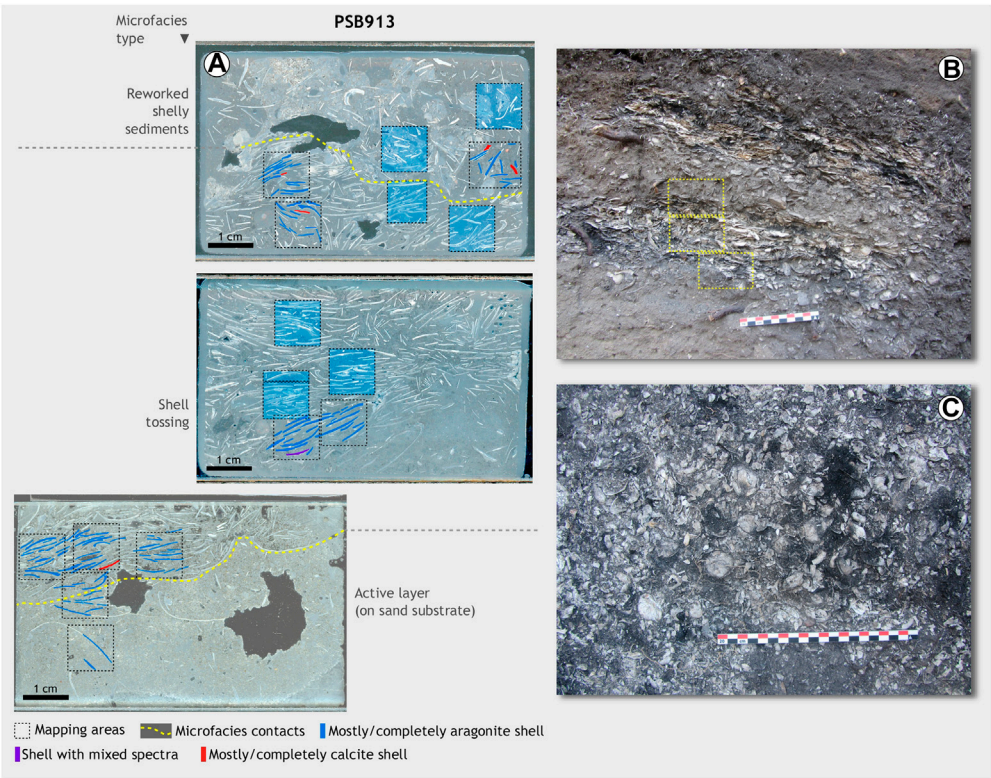 Microfacies
type ▼
PSB913
A
B
Reworked
shelly
sediments
1 cm
Shell
tossing
1 cm
C
Active layer
(on sand substrate)
1 cm
Mapping areas
Microfacies contacts
Mostly/completely aragonite shell
Shell with mixed spectra
Mostly/completely calcite shell